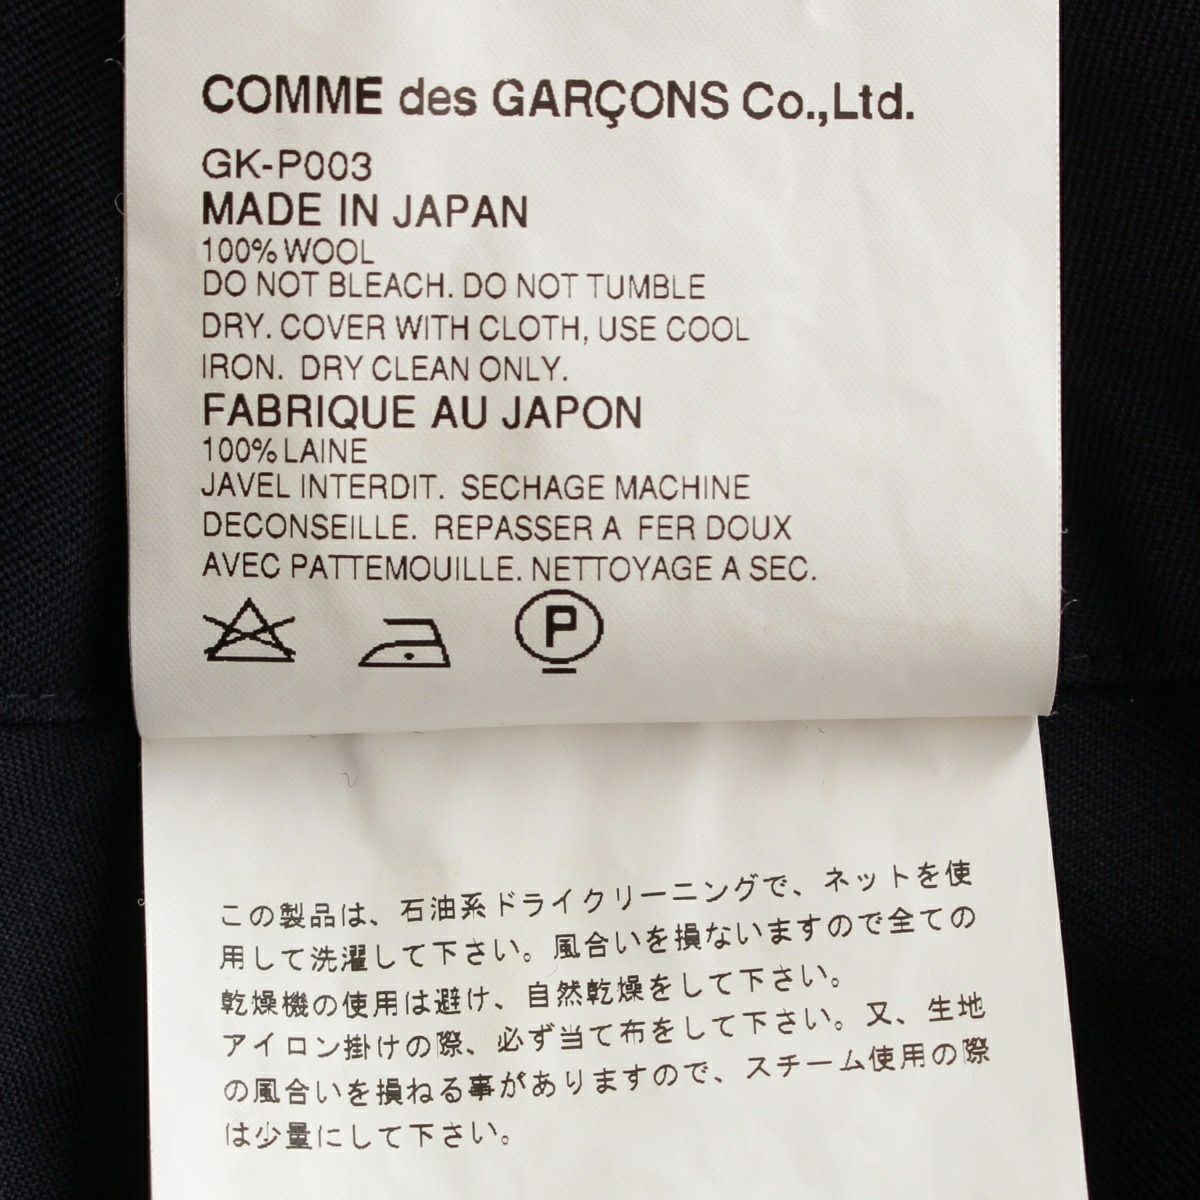 COMME des GARÇONS Co.,Ltd.
GK-P003
MADE IN JAPAN
100% WOOL
DO NOT BLEACH. DO NOT TUMBLE
DRY. COVER WITH CLOTH, USE COOL
IRON. DRY CLEAN ONLY.
FABRIQUE AU JAPON
100% LAINE
JAVEL INTERDIT. SECHAGE MACHINE
DECONSEILLE. REPASSER A FER DOUX
AVEC PATTEMOUILLE. NETTOYAGE A SEC.
P
この製品は、石油系ドライクリーニングで、ネットを使
用して洗濯して下さい。風合いを損ないますので全ての
乾燥機の使用は避け、自然乾燥をして下さい。
アイロン掛けの際、必ず当て布をして下さい。又、生地
の風合いを損ねる事がありますので、スチーム使用の際
は少量にして下さい。